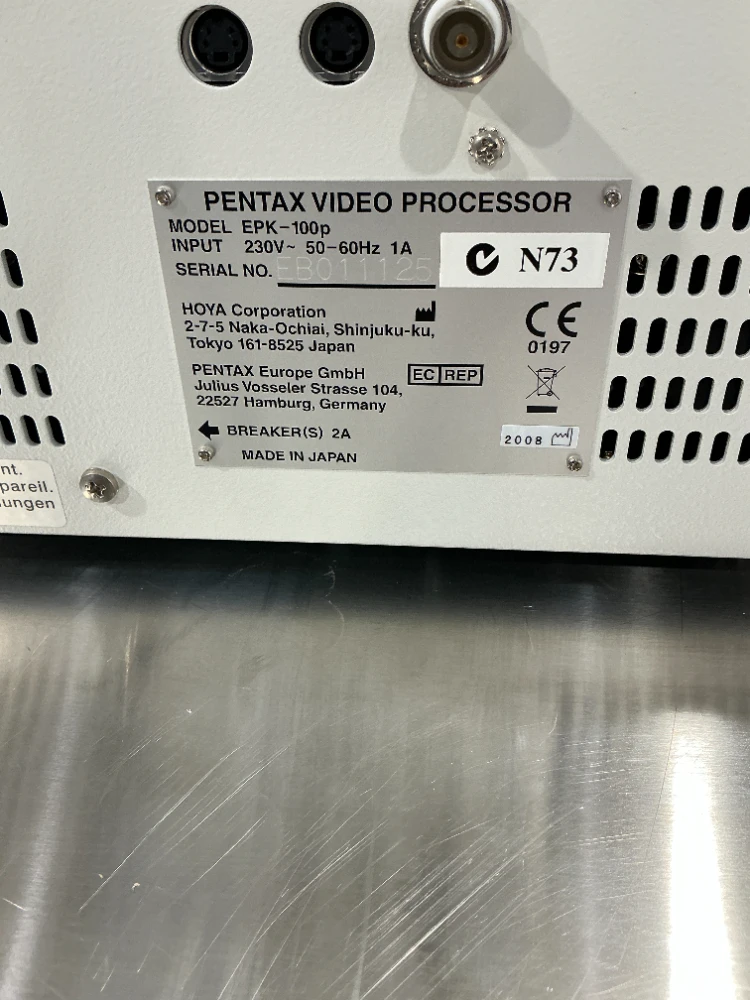 PENTAX VIDEO PROCESSOR
MODEL EPK-100p
INPUT 230V~ 50-60Hz 1A
SERIAL NO. EB011125
N73
HOYA Corporation
2-7-5 Naka-Ochiai, Shinjuku-ku,
Tokyo 161-8525 Japan
CE
0197
PENTAX Europe GmbH
EC REP
Julius Vosseler Strasse 104,
22527 Hamburg, Germany
BREAKER(S) 2A
2008
MADE IN JAPAN
nt.
pareil.
ungen